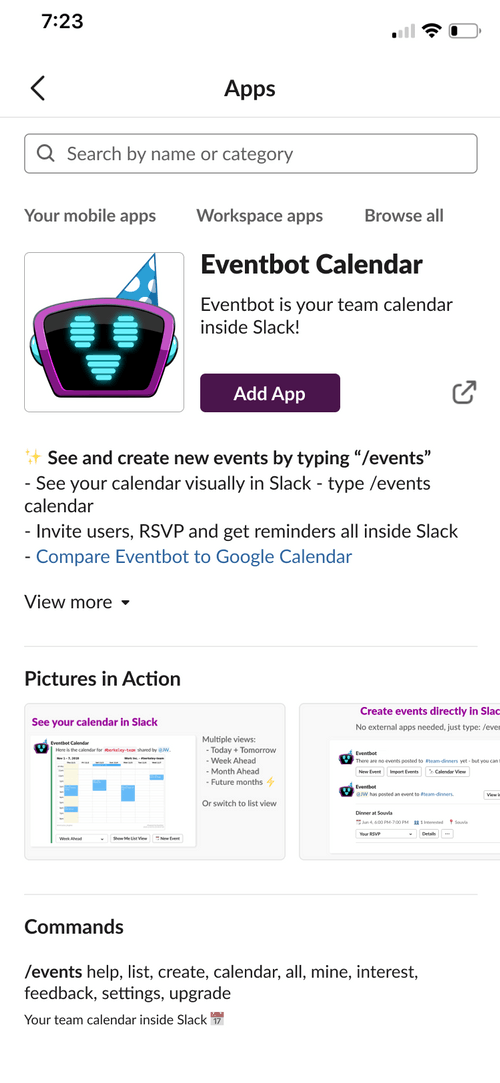 7:23
Apps
Search by name or category
Your mobile apps Workspace apps Browse all
Eventbot Calendar
Eventbot is your team calendar
inside Slack!
Add App
✨ See and create new events by typing “/events”
- See your calendar visually in Slack - type /events
calendar
- Invite users, RSVP and get reminders all inside Slack
- Compare Eventbot to Google Calendar
View more
Pictures in Action
See your calendar in Slack
Eventbot Calendar
Here is the calendar for #berkeley-team shared by @JW.
Nov 1 - 7, 2018
Week Ahead
Show Me List View
New Event
Multiple views:
- Today + Tomorrow
- Week Ahead
- Month Ahead
- Future months ⚡
Or switch to list view
Create events directly in Slac
No external apps needed, just type: /eve
Eventbot
There are no events posted to #team-dinners yet - but you can
New Event Import Events Calendar View
Eventbot
@JW has posted an event to #team-dinners.
Dinner at Souvla
Jun 4, 6:00 PM-7:00 PM 1 Interested Souvla
Your RSVP Details ...
Commands
/events help, list, create, calendar, all, mine, interest,
feedback, settings, upgrade
Your team calendar inside Slack 📅